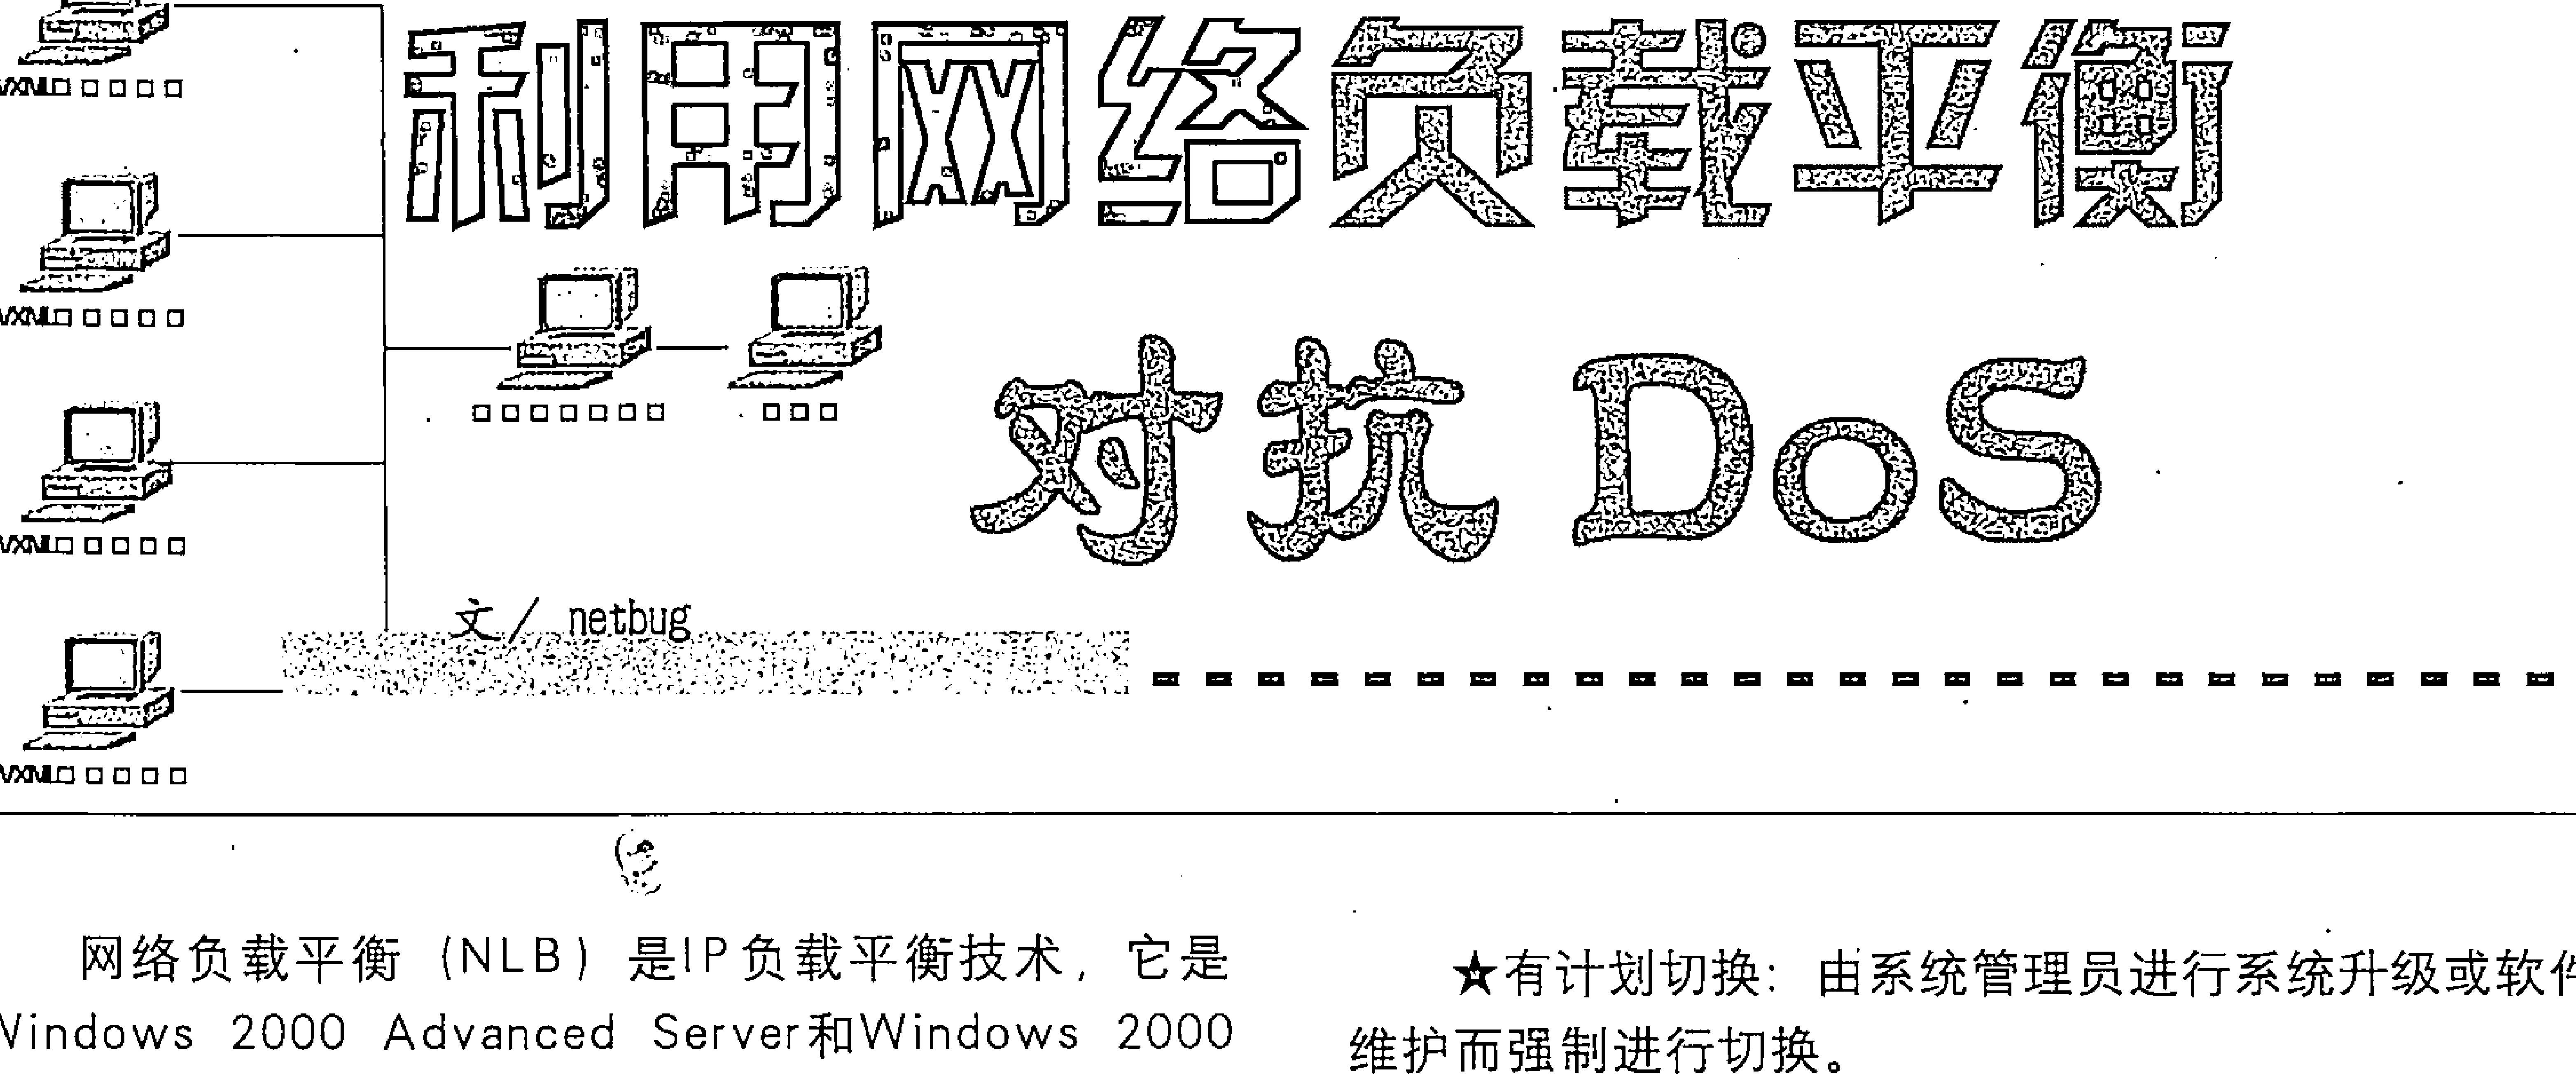 利用网络负载平衡
对抗 DoS
文／ netbug
网络负载平衡 (NLB) 是IP负载平衡技术，它是
Windows 2000 Advanced Server和Windows 2000
★有计划切换：由系统管理员进行系统升级或软件
维护而强制进行切换。